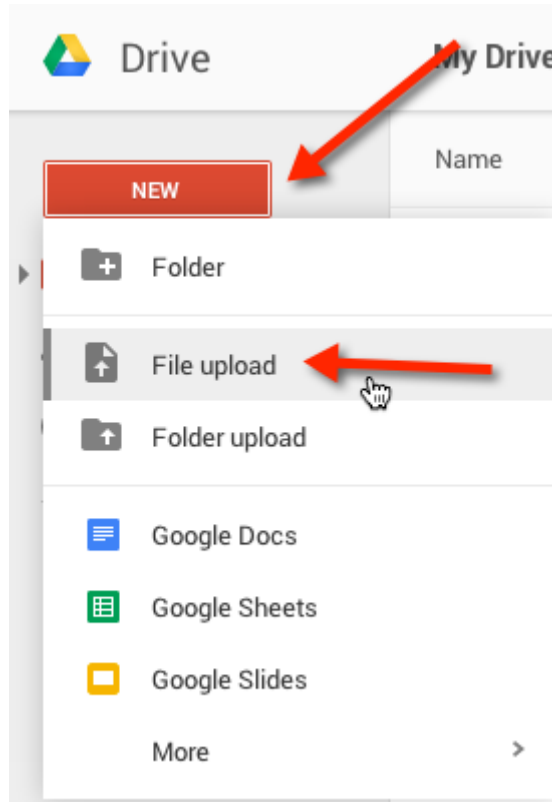 Drive
My Drive
Name
NEW
Folder
File upload
Folder upload
Google Docs
Google Sheets
Google Slides
More